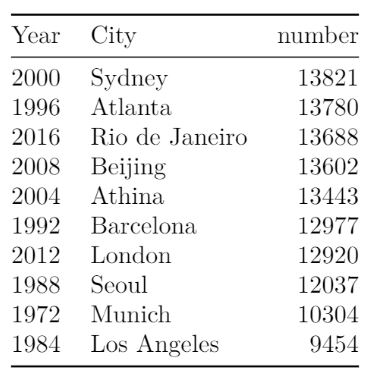 Year City number
2000 Sydney 13821
1996 Atlanta 13780
2016 Rio de Janeiro 13688
2008 Beijing 13602
2004 Athina 13443
1992 Barcelona 12977
2012 London 12920
1988 Seoul 12037
1972 Munich 10304
1984 Los Angeles 9454